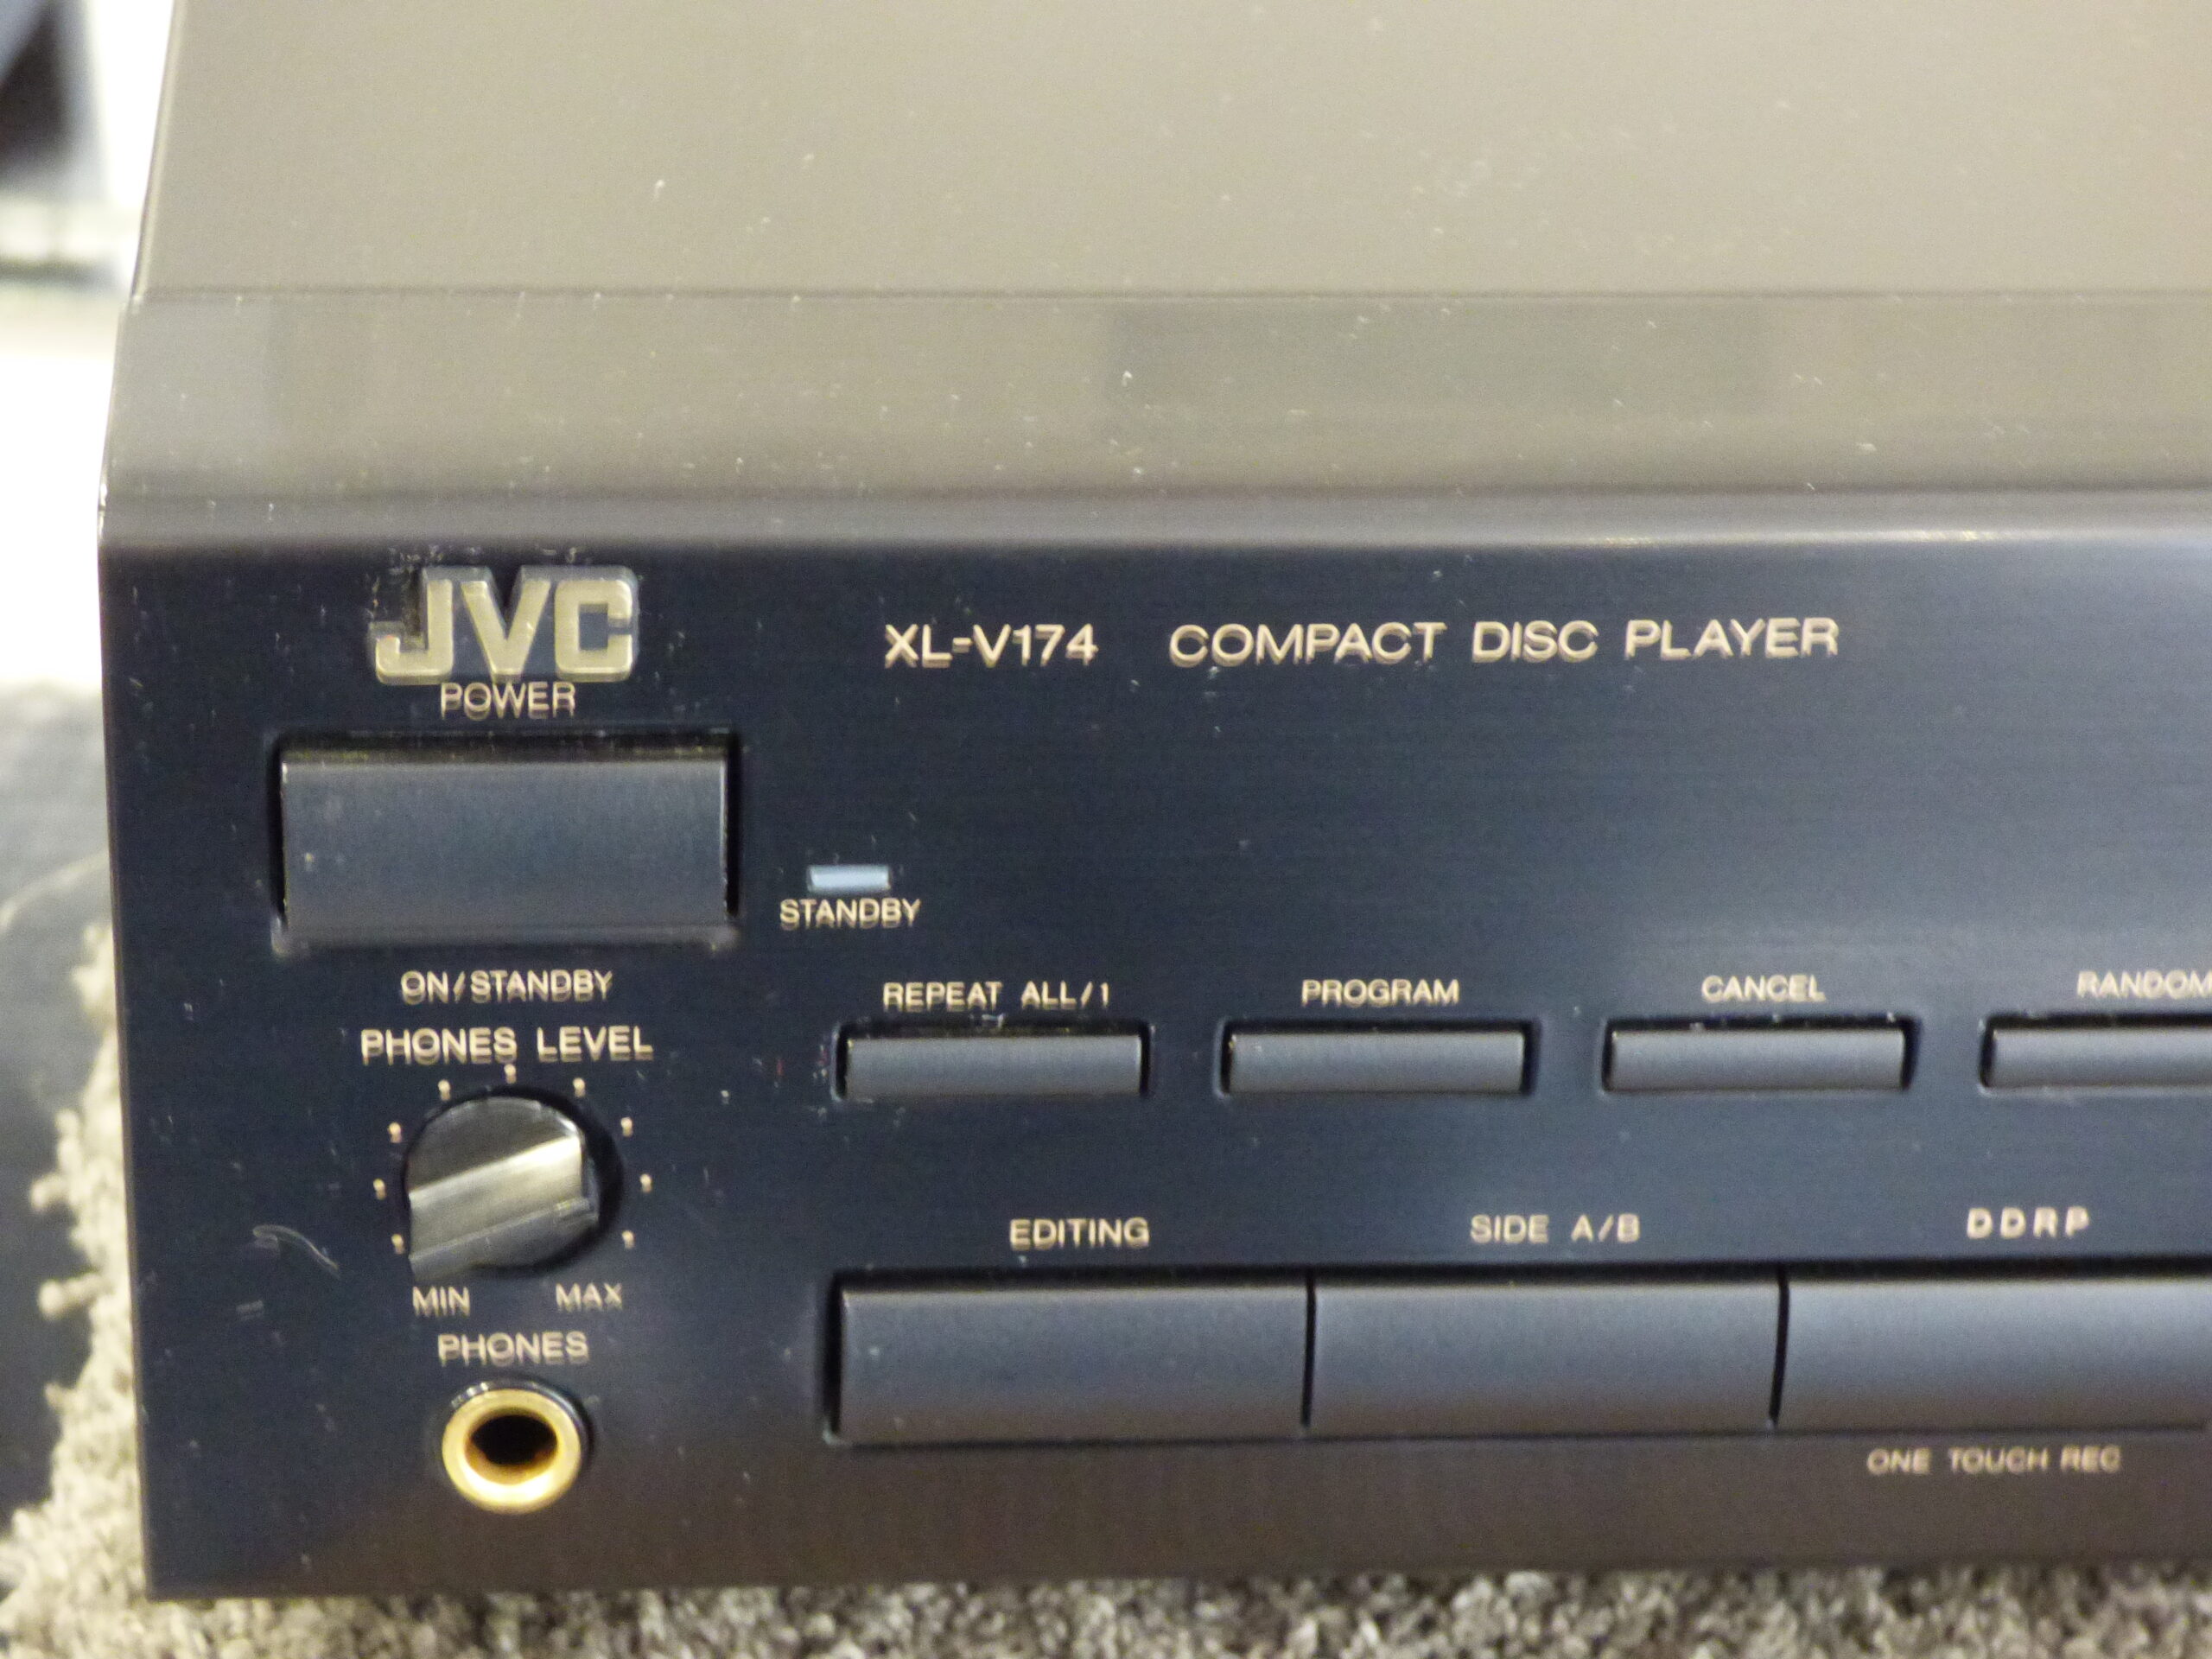 JVC
XL-V174 COMPACT DISC PLAYER
POWER
STANDBY
ON/STANDBY
REPEAT ALL/1 PROGRAM CANCEL RANDOM
PHONES LEVEL
EDITING SIDE A/B DDRP
MIN MAX
PHONES
ONE TOUCH REC